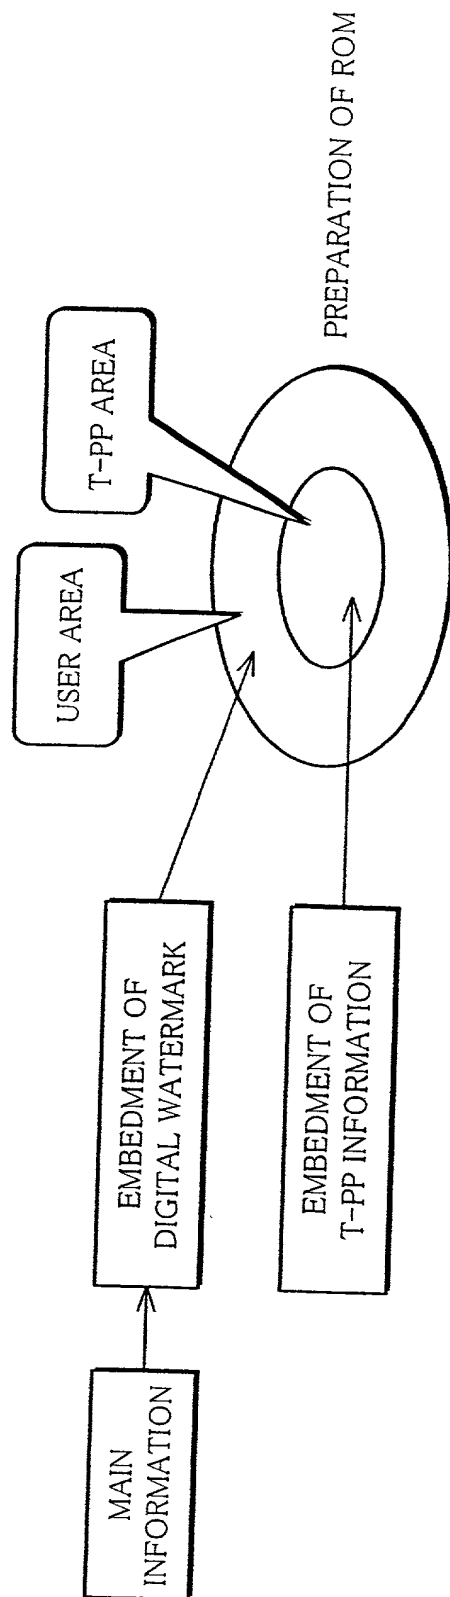 MAIN
INFORMATION
EMBEDMENT OF
DIGITAL WATERMARK
EMBEDMENT OF
T-PP INFORMATION
USER AREA
T-PP AREA
PREPARATION OF ROM